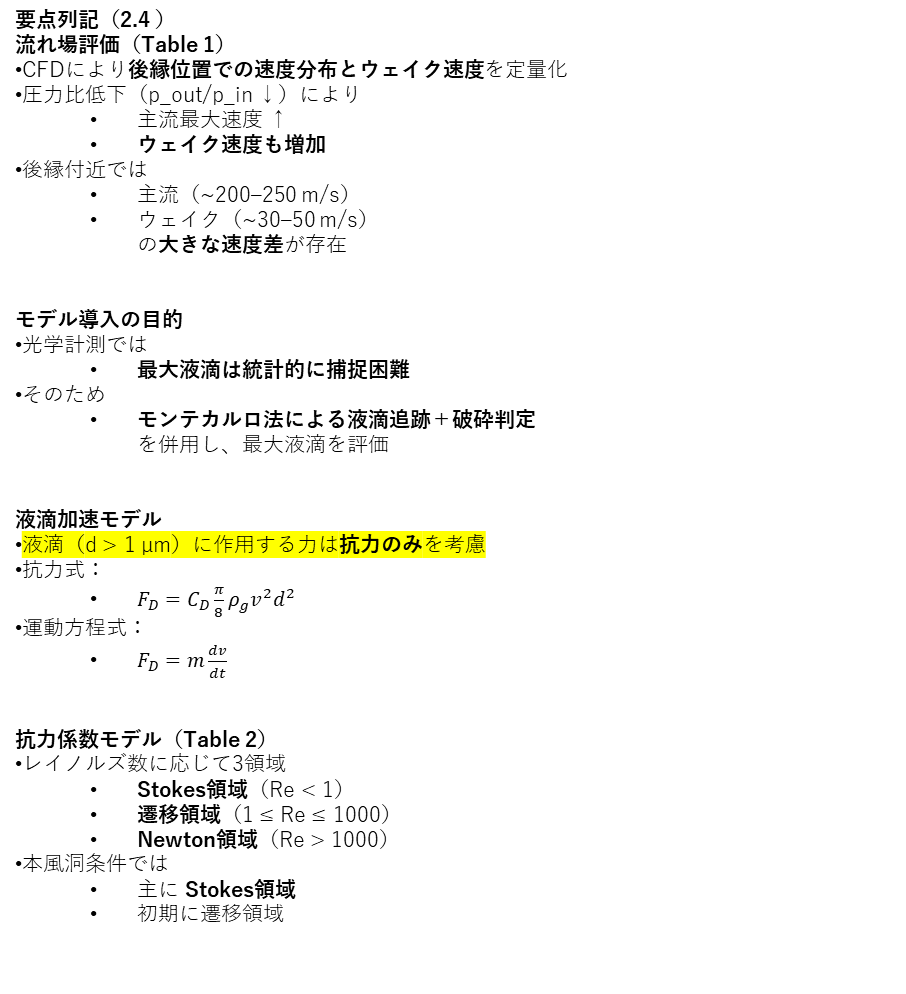 要点列記（2.4 ）
流れ場評価（Table 1）
•CFDにより後縁位置での速度分布とウェイク速度を定量化
•圧力比低下（p_out/p_in ↓）により
• 主流最大速度 ↑
• ウェイク速度も増加
•後縁付近では
• 主流（~200–250 m/s）
• ウェイク（~30–50 m/s）
の大きな速度差が存在
モデル導入の目的
•光学計測では
• 最大液滴は統計的に捕捉困難
•そのため
• モンテカルロ法による液滴追跡＋破砕判定
を併用し、最大液滴を評価
液滴加速モデル
•液滴（d > 1 μm）に作用する力は抗力のみを考慮
•抗力式：
• F_D = C_D π/8 ρ_g v² d²
•運動方程式：
• F_D = m dv/dt
抗力係数モデル（Table 2）
•レイノルズ数に応じて3領域
• Stokes領域（Re < 1）
• 遷移領域（1 ≤ Re ≤ 1000）
• Newton領域（Re > 1000）
•本風洞条件では
• 主に Stokes領域
• 初期に遷移領域